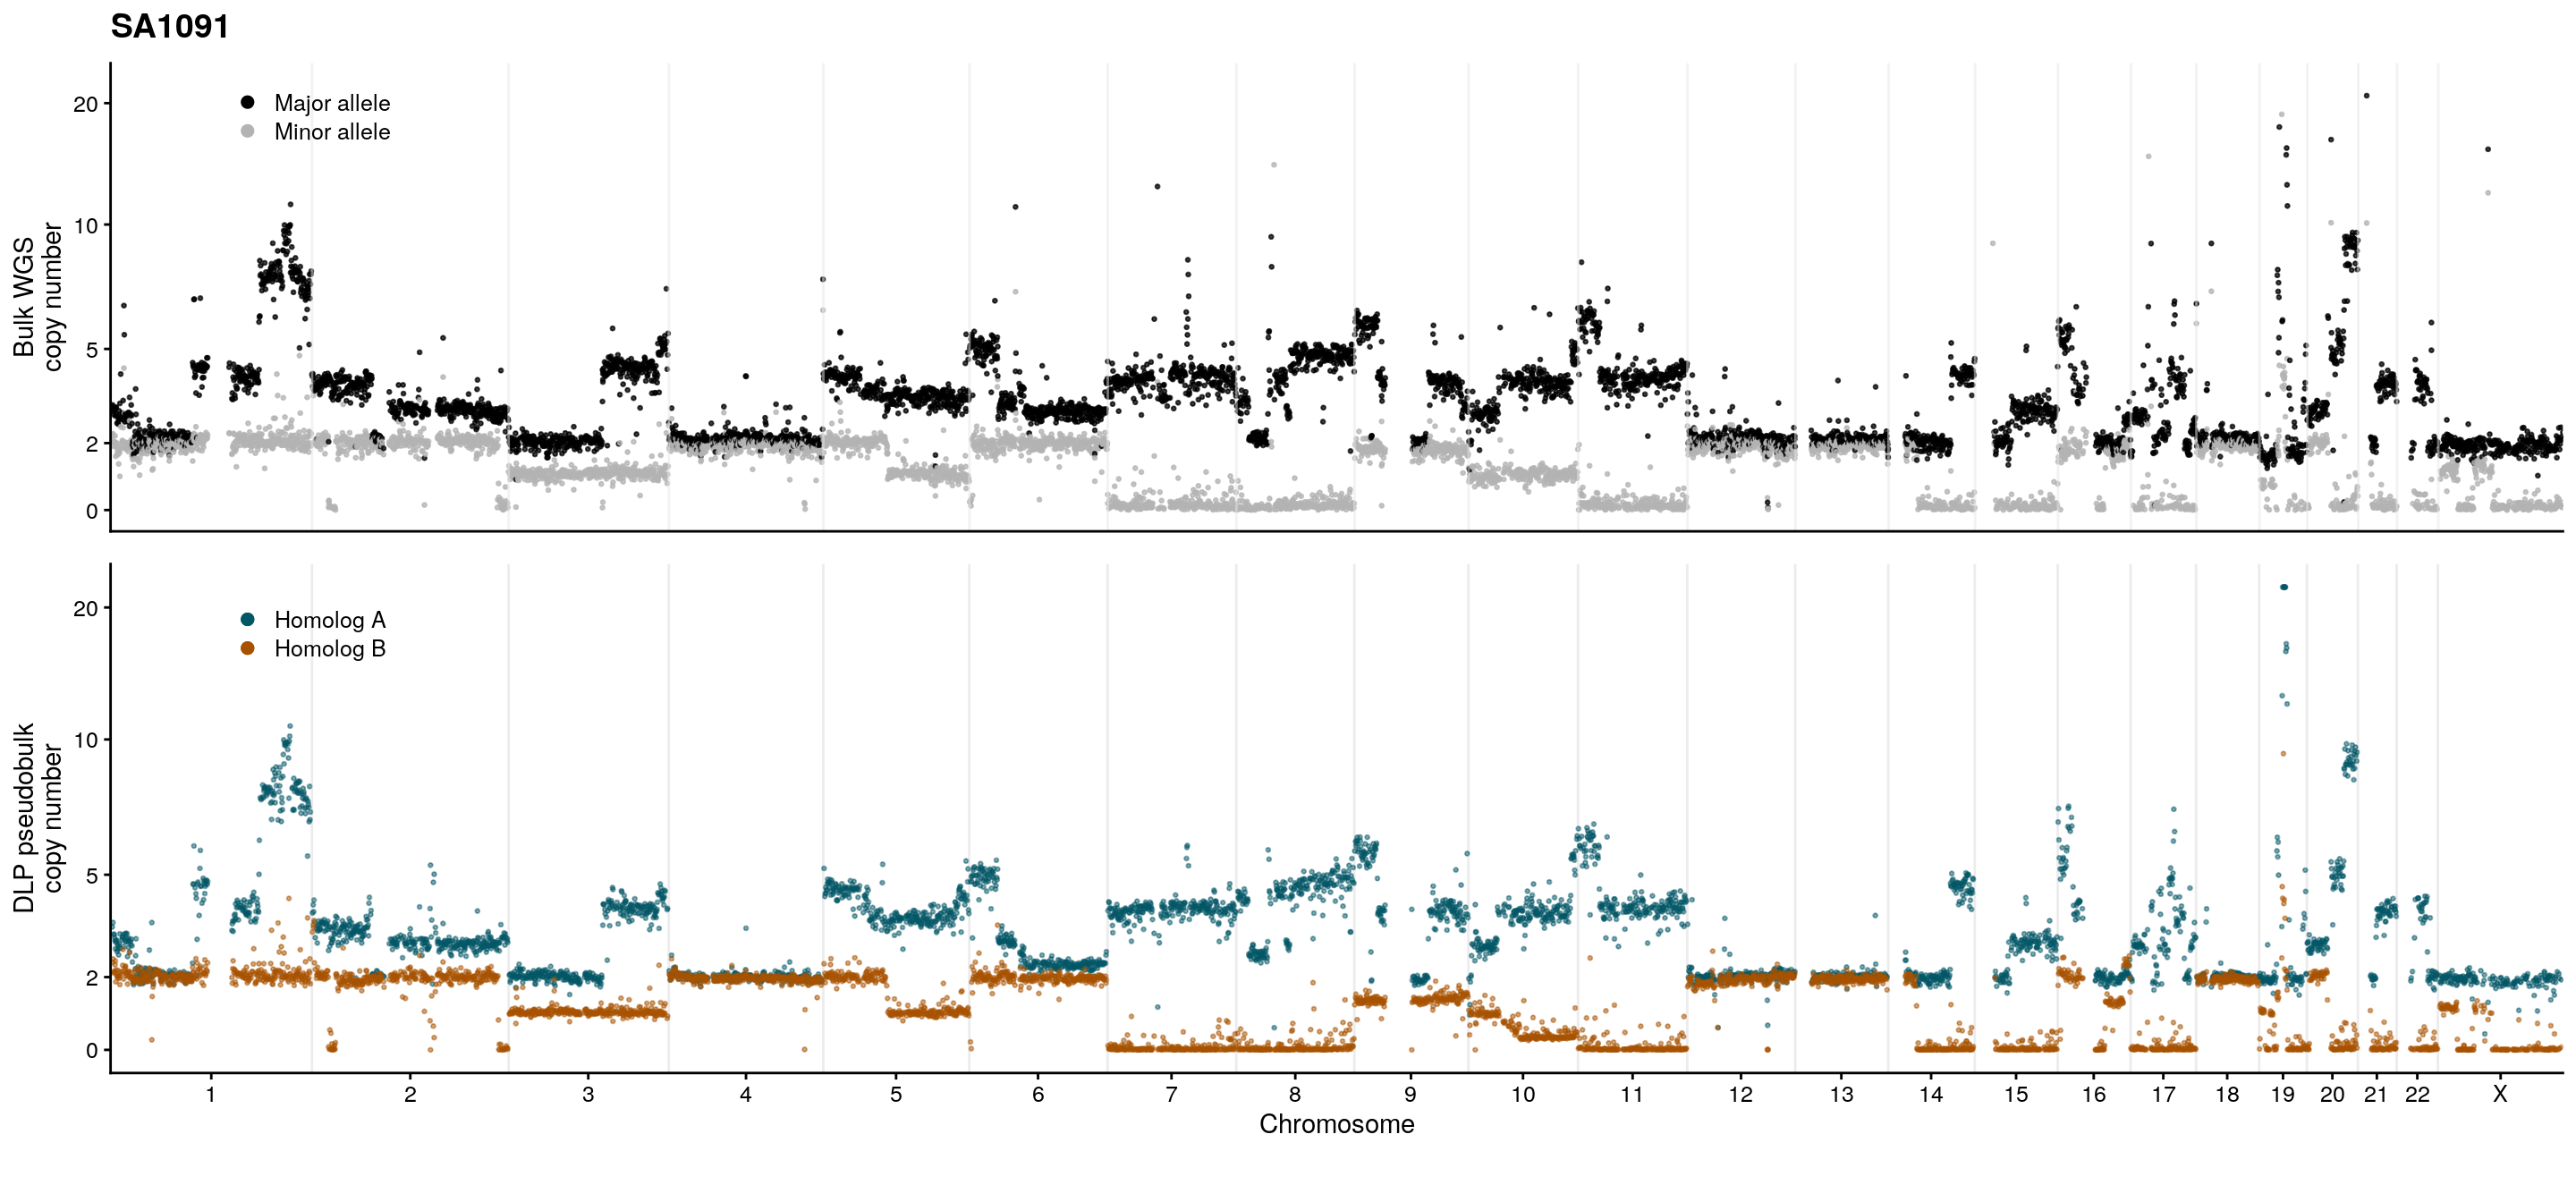 SA1091
Bulk WGS
copy number
20
10
5
2
0
Major allele
Minor allele
DLP pseudobulk
copy number
20
10
5
2
0
Homolog A
Homolog B
1 2 3 4 5 6 7 8 9 10 11 12 13 14 15 16 17 18 19 20 21 22 X
Chromosome